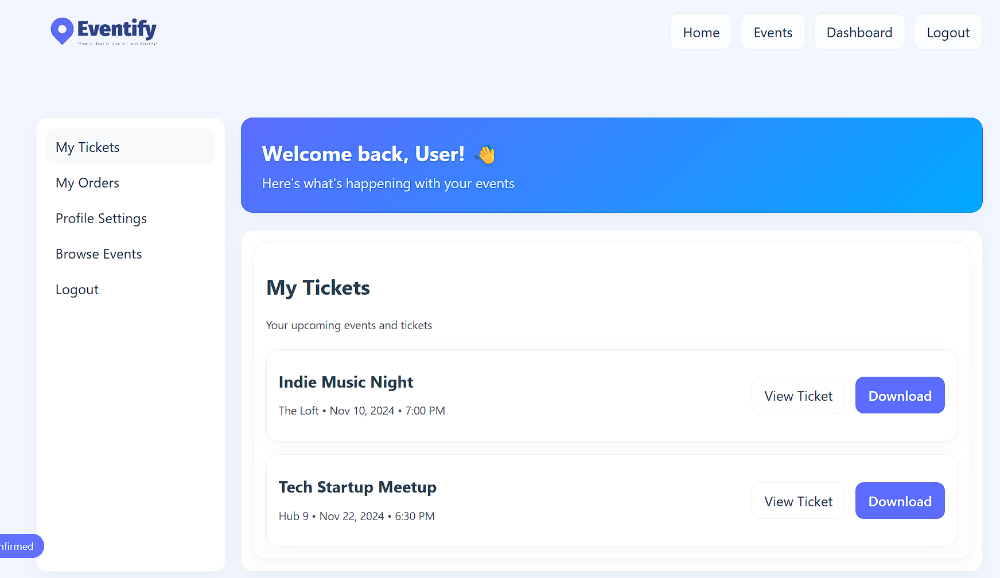 Eventify
"Find It. Book It. Live It – with Eventify"
Home
Events
Dashboard
Logout
My Tickets
My Orders
Profile Settings
Browse Events
Logout
Welcome back, User! 👋
Here's what's happening with your events
My Tickets
Your upcoming events and tickets
Indie Music Night
The Loft • Nov 10, 2024 • 7:00 PM
View Ticket
Download
Tech Startup Meetup
Hub 9 • Nov 22, 2024 • 6:30 PM
View Ticket
Download
nfirmed